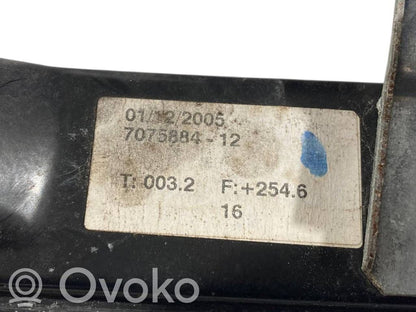 01/12/2005
7075884-12
T: 003.2 F: +254.6
16
Ovoko